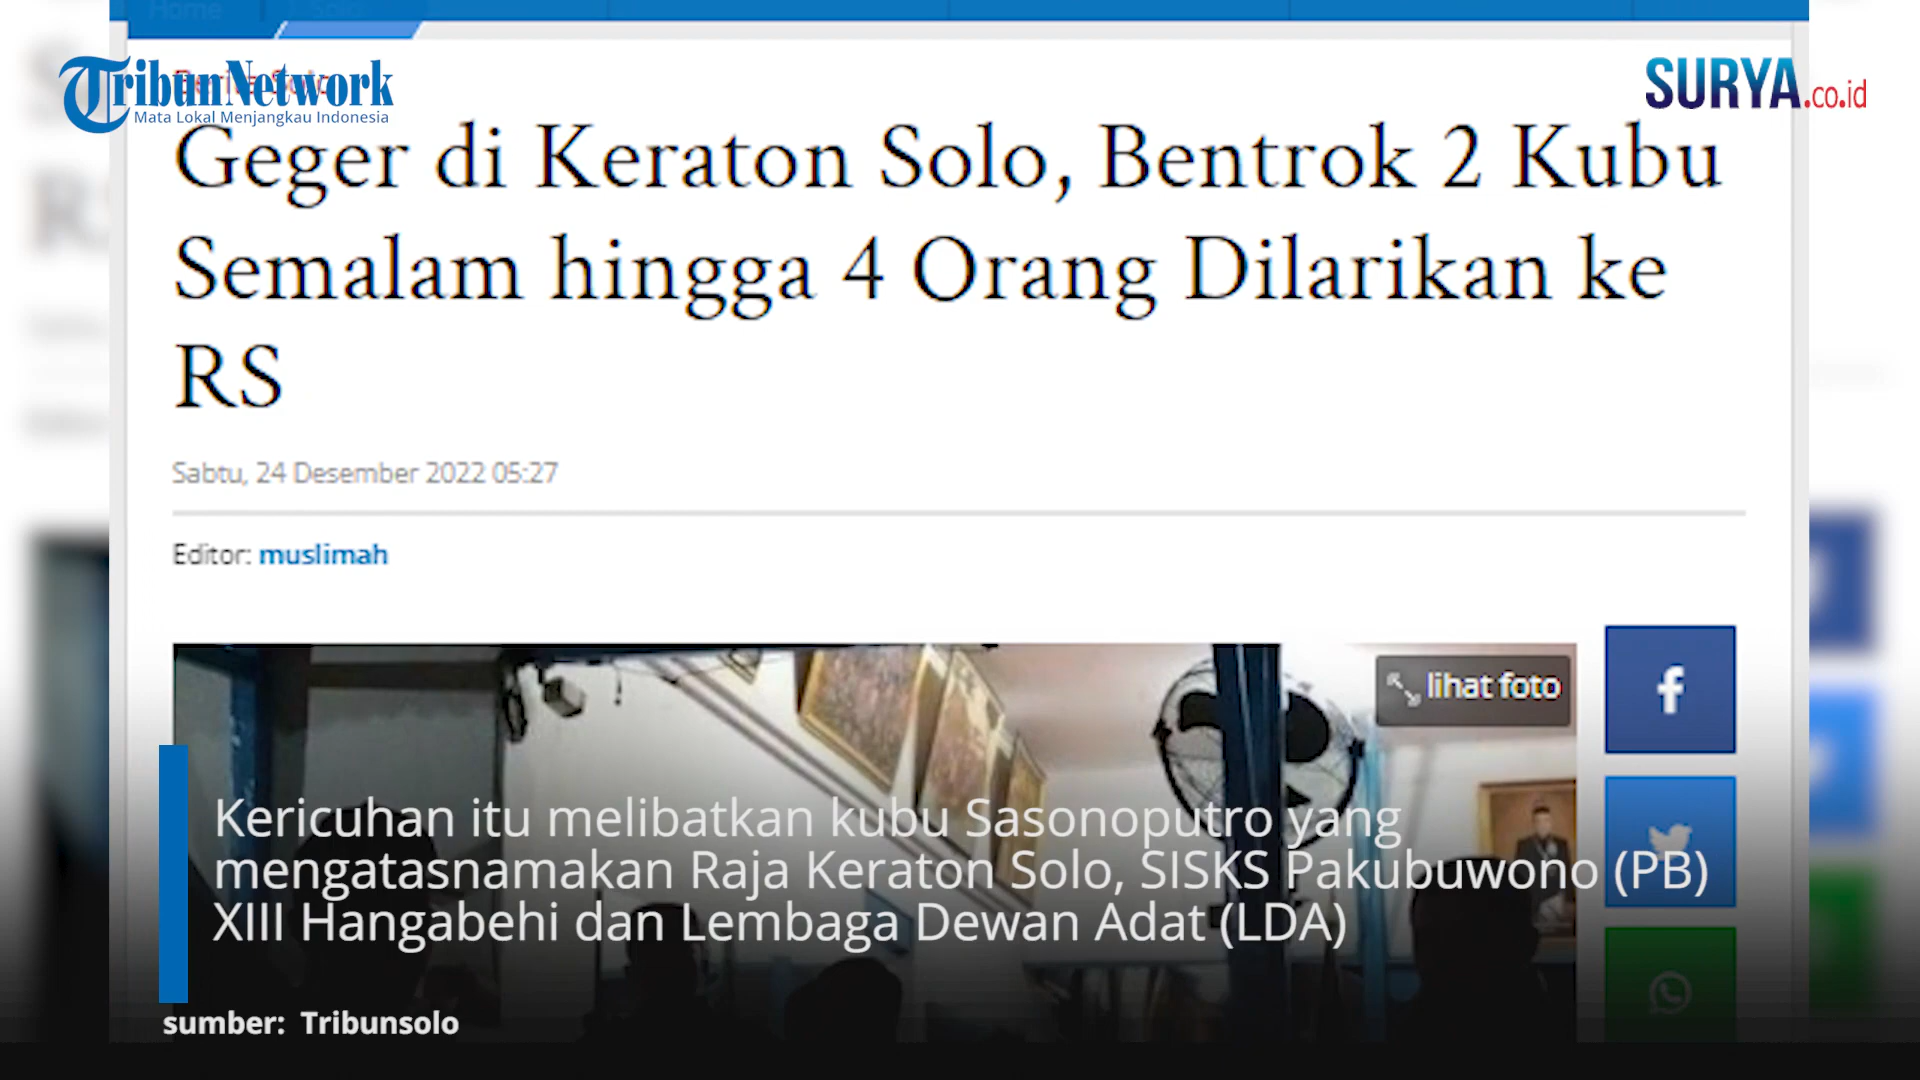 Home
Solo
TribunNetwork
Mata Lokal Menjangkau Indonesia
SURYA.co.id
Berita Solo
Geger di Keraton Solo, Bentrok 2 Kubu
Semalam hingga 4 Orang Dilarikan ke
RS
Sabtu, 24 Desember 2022 05:27
Editor: muslimah
lihat foto
Kericuhan itu melibatkan kubu Sasonoputro yang
mengatasnamakan Raja Keraton Solo, SISKS Pakubuwono (PB)
XIII Hangabehi dan Lembaga Dewan Adat (LDA)
sumber: Tribunsolo